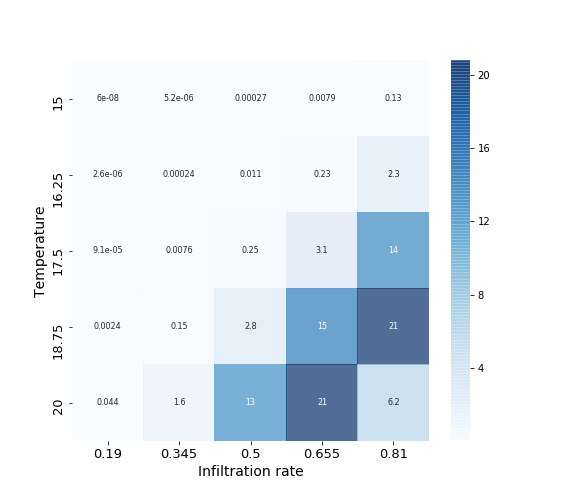 20
15 6e-08 5.2e-06 0.00027 0.0079 0.13
16
16.25 2.6e-06 0.00024 0.011 0.23 2.3
12
Temperature
17.5 9.1e-05 0.0076 0.25 3.1 14
8
18.75 0.0024 0.15 2.8 15 21
4
20 0.044 1.6 13 21 6.2
0.19 0.345 0.5 0.655 0.81
Infiltration rate